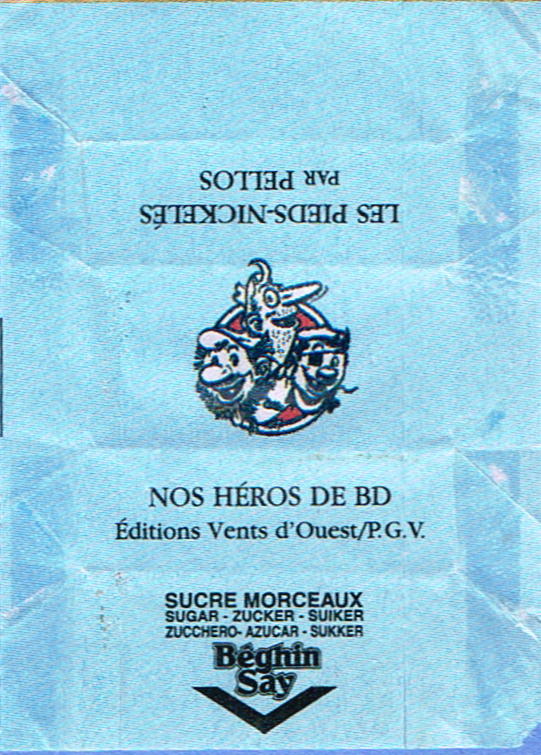 LES PIEDS-NICKELÉS
PAR PELLOS
NOS HÉROS DE BD
Éditions Vents d'Ouest/P.G.V.
SUCRE MORCEAUX
SUGAR - ZUCKER - SUIKER
ZUCCHERO- AZUCAR - SUKKER
Béghin
Say